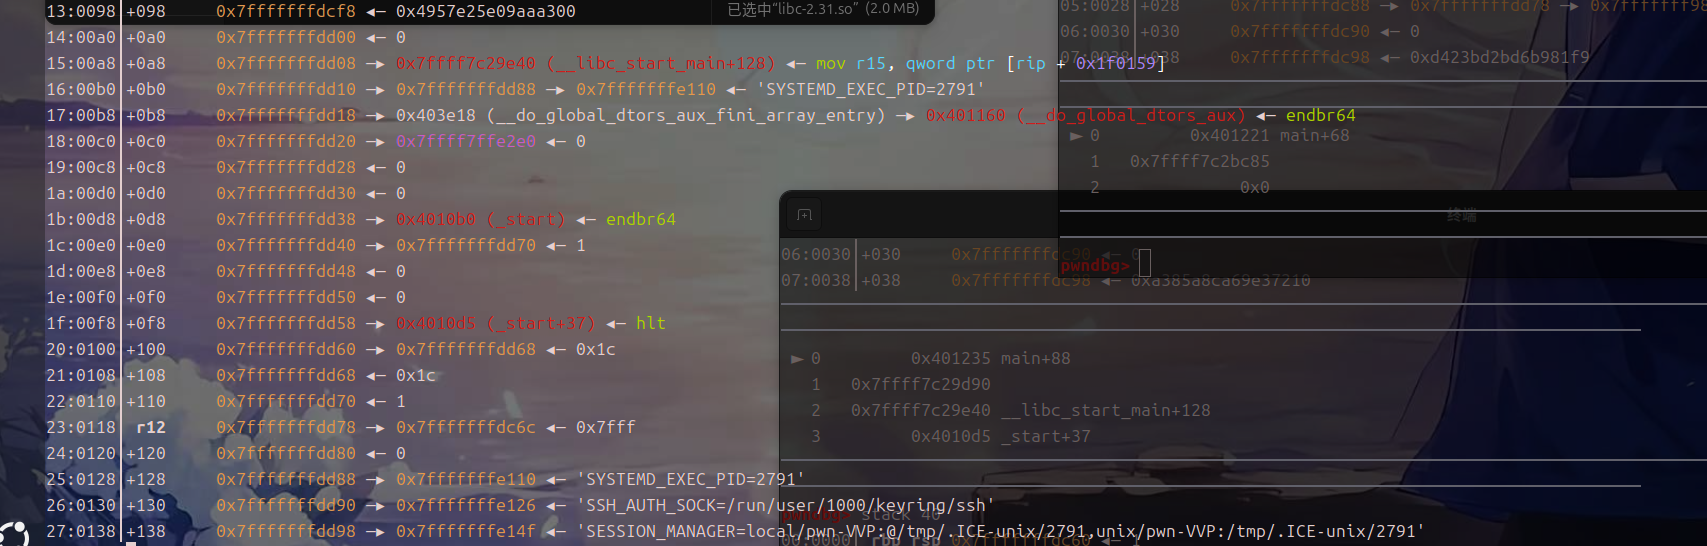 13:0098│+098 0x7fffffffdcf8 ◂— 0x4957e25e09aaa300
已选中“libc-2.31.so” (2.0 MB)
14:00a0│+0a0 0x7fffffffdd00 ◂— 0
15:00a8│+0a8 0x7fffffffdd08 —▸ 0x7ffff7c29e40 (__libc_start_main+128) ◂— mov r15, qword ptr [rip + 0x1f0159]
16:00b0│+0b0 0x7fffffffdd10 —▸ 0x7fffffffdd88 —▸ 0x7fffffffe110 ◂— 'SYSTEMD_EXEC_PID=2791'
17:00b8│+0b8 0x7fffffffdd18 —▸ 0x403e18 (__do_global_dtors_aux_fini_array_entry) —▸ 0x401160 (__do_global_dtors_aux) ◂— endbr64
18:00c0│+0c0 0x7fffffffdd20 —▸ 0x7ffff7ffe2e0 ◂— 0
19:00c8│+0c8 0x7fffffffdd28 ◂— 0
1a:00d0│+0d0 0x7fffffffdd30 ◂— 0
1b:00d8│+0d8 0x7fffffffdd38 —▸ 0x4010b0 (_start) ◂— endbr64
1c:00e0│+0e0 0x7fffffffdd40 —▸ 0x7fffffffdd70 ◂— 1
1d:00e8│+0e8 0x7fffffffdd48 ◂— 0
1e:00f0│+0f0 0x7fffffffdd50 ◂— 0
1f:00f8│+0f8 0x7fffffffdd58 —▸ 0x4010d5 (_start+37) ◂— hlt
20:0100│+100 0x7fffffffdd60 —▸ 0x7fffffffdd68 ◂— 0x1c
21:0108│+108 0x7fffffffdd68 ◂— 0x1c
22:0110│+110 0x7fffffffdd70 ◂— 1
23:0118│ r12 0x7fffffffdd78 —▸ 0x7fffffffdc6c ◂— 0x7fff
24:0120│+120 0x7fffffffdd80 ◂— 0
25:0128│+128 0x7fffffffdd88 —▸ 0x7fffffffe110 ◂— 'SYSTEMD_EXEC_PID=2791'
26:0130│+130 0x7fffffffdd90 —▸ 0x7fffffffe126 ◂— 'SSH_AUTH_SOCK=/run/user/1000/keyring/ssh'
27:0138│+138 0x7fffffffdd98 —▸ 0x7fffffffe14f ◂— 'SESSION_MANAGER=local/pwn-VVP:@/tmp/.ICE-unix/2791,unix/pwn-VVP:/tmp/.ICE-unix/2791'
05:0028│+028 0x7fffffffdc88 —▸ 0x7fffffffdd78 —▸
06:0030│+030 0x7fffffffdc90 ◂— 0
07:0038│+038 0x7fffffffdc98 ◂— 0xd423bd2bd6b981f9
► 0 0x401221 main+68
1 0x7ffff7c2bc85
2 0x0
pwndbg>
终端
06:0030│+030 0x7fffffffdc90 ◂— 0
07:0038│+038 0x7fffffffdc98 ◂— 0xa385a8ca69e37210
► 0 0x401235 main+88
1 0x7ffff7c29d90
2 0x7ffff7c29e40 __libc_start_main+128
3 0x4010d5 _start+37
pwndbg> stack 40
00:0000│ rbp rsp 0x7fffffffdc60 ◂— 1